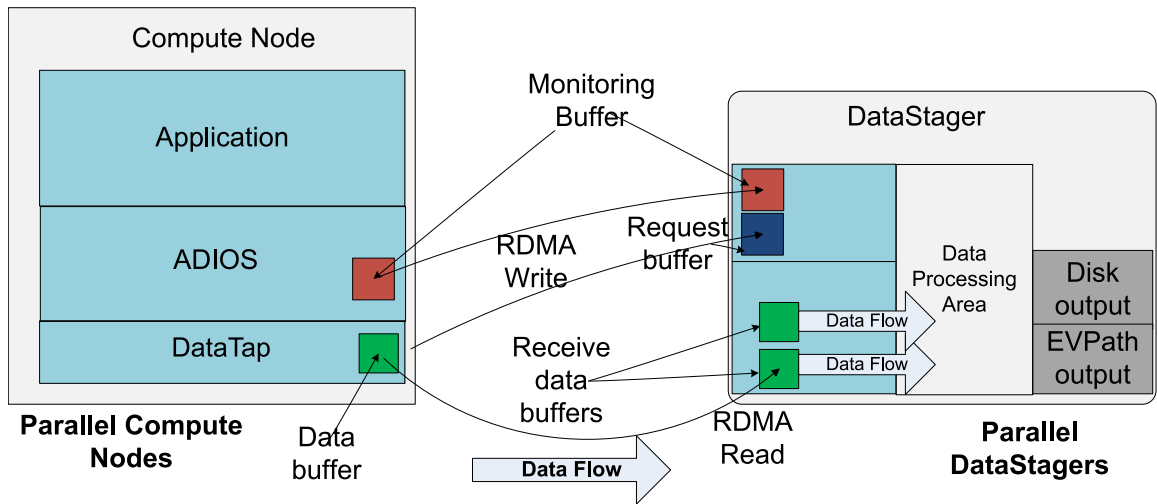 Compute Node
Application
ADIOS
DataTap
Parallel Compute
Nodes
Data
buffer
Monitoring
Buffer
RDMA
Write
Request
buffer
Receive
data
buffers
Data Flow
RDMA
Read
DataStager
Data
Processing
Area
Data Flow
Data Flow
Disk
output
EVPath
output
Parallel
DataStagers